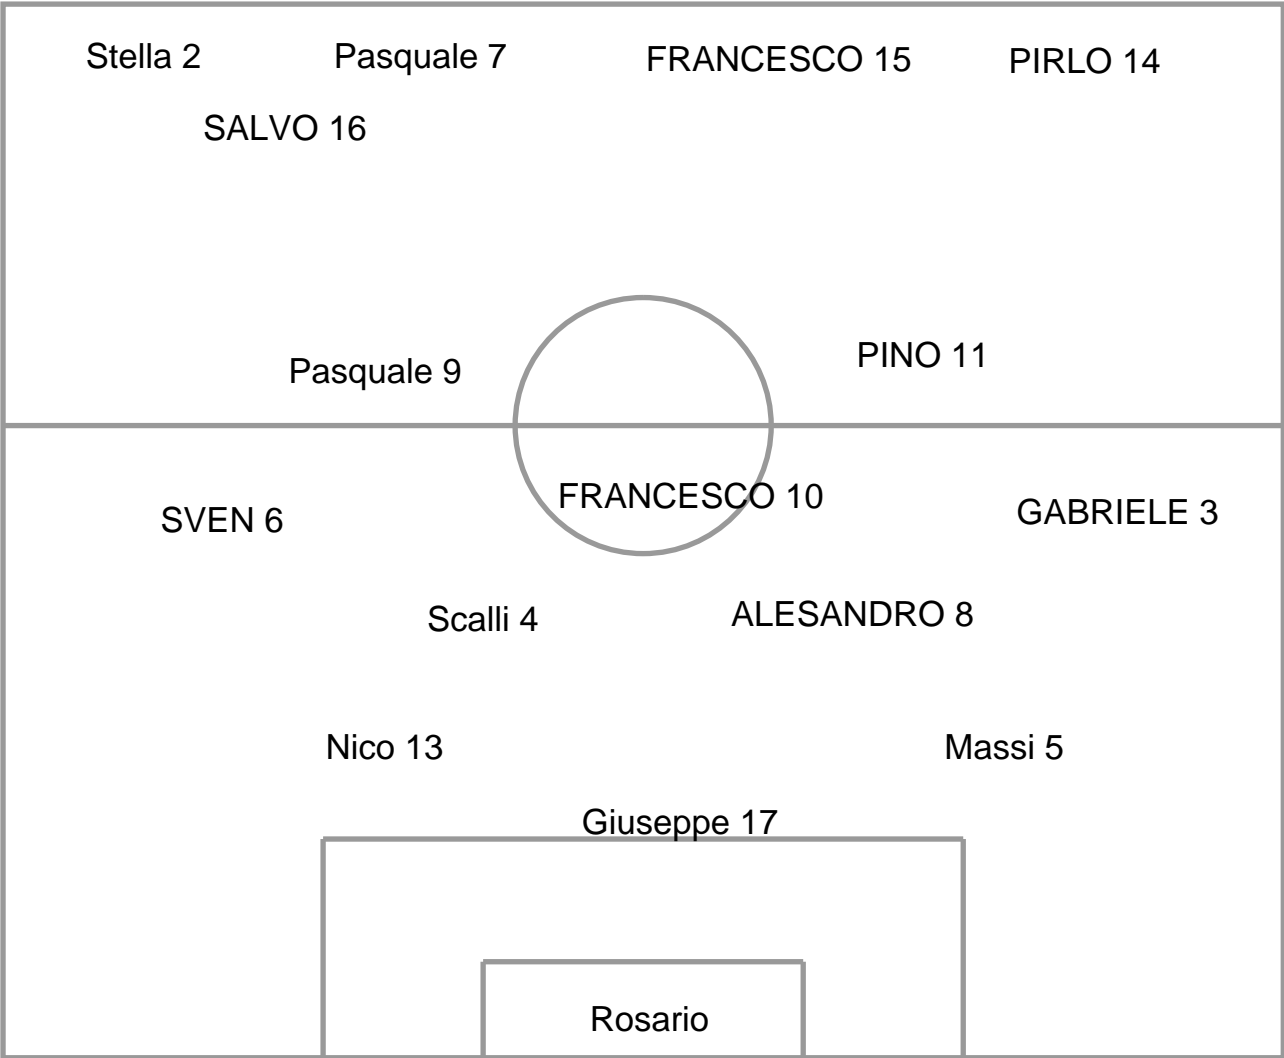 Stella 2
Pasquale 7
FRANCESCO 15
PIRLO 14
SALVO 16
Pasquale 9
PINO 11
FRANCESCO 10
SVEN 6
GABRIELE 3
Scalli 4
ALESANDRO 8
Nico 13
Massi 5
Giuseppe 17
Rosario